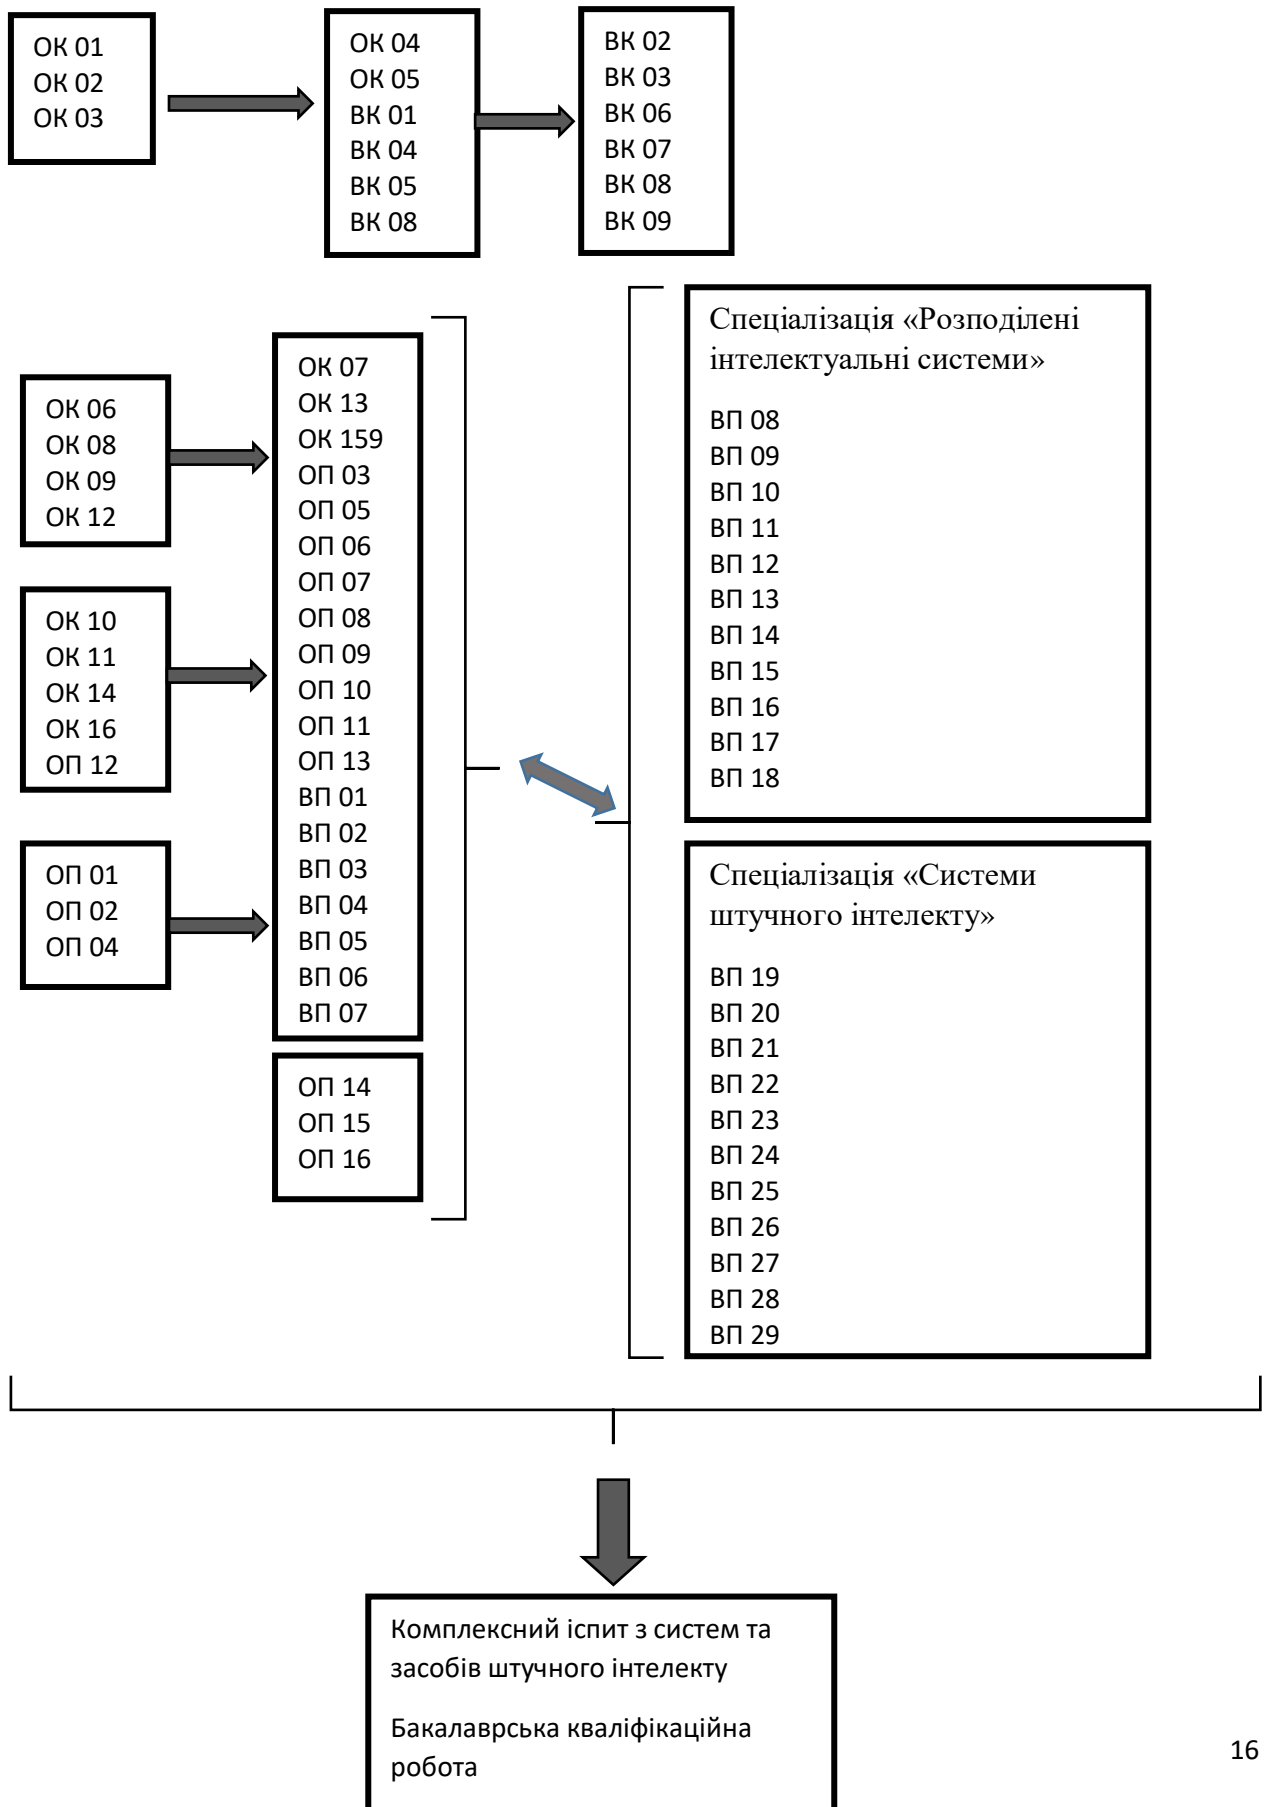 ОК 01
ОК 02
ОК 03
ОК 04
ОК 05
ВК 01
ВК 04
ВК 05
ВК 08
ВК 02
ВК 03
ВК 06
ВК 07
ВК 08
ВК 09
ОК 06
ОК 08
ОК 09
ОК 12
ОК 10
ОК 11
ОК 14
ОК 16
ОП 12
ОП 01
ОП 02
ОП 04
ОК 07
ОК 13
ОК 159
ОП 03
ОП 05
ОП 06
ОП 07
ОП 08
ОП 09
ОП 10
ОП 11
ОП 13
ВП 01
ВП 02
ВП 03
ВП 04
ВП 05
ВП 06
ВП 07
ОП 14
ОП 15
ОП 16
Спеціалізація «Розподілені
інтелектуальні системи»
ВП 08
ВП 09
ВП 10
ВП 11
ВП 12
ВП 13
ВП 14
ВП 15
ВП 16
ВП 17
ВП 18
Спеціалізація «Системи
штучного інтелекту»
ВП 19
ВП 20
ВП 21
ВП 22
ВП 23
ВП 24
ВП 25
ВП 26
ВП 27
ВП 28
ВП 29
Комплексний іспит з систем та
засобів штучного інтелекту
Бакалаврська кваліфікаційна
робота
16